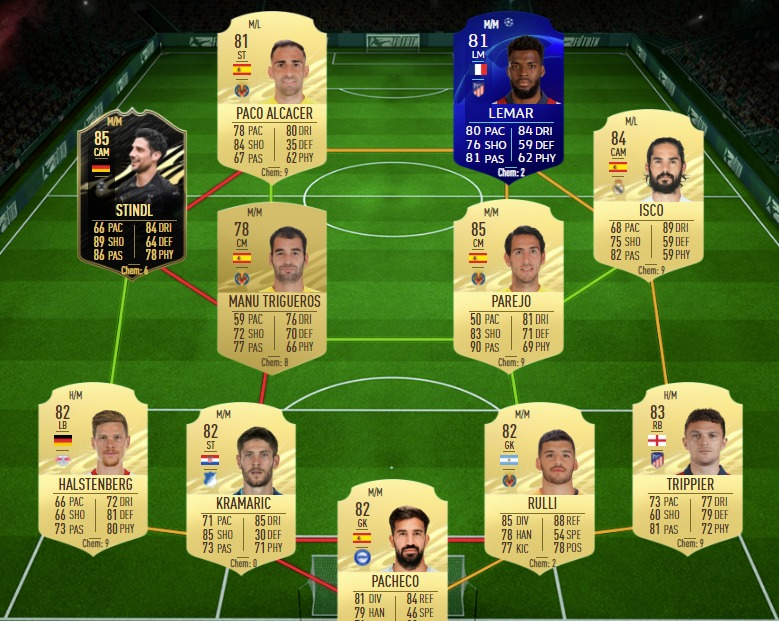 M/L
81
ST
PACO ALCACER
78 PAC 80 DRI
84 SHO 35 DEF
67 PAS 62 PHY
Chem: 9
M/M
81
LM
LEMAR
80 PAC 84 DRI
76 SHO 59 DEF
81 PAS 62 PHY
Chem: 2
M/M
85
CAM
STINDL
66 PAC 84 DRI
89 SHO 64 DEF
86 PAS 78 PHY
Chem: 6
M/M
84
CAM
ISCO
68 PAC 89 DRI
75 SHO 59 DEF
82 PAS 59 PHY
Chem: 9
M/M
78
CM
MANU TRIGUEROS
59 PAC 76 DRI
72 SHO 70 DEF
77 PAS 66 PHY
Chem: 8
M/M
85
CM
PAREJO
50 PAC 81 DRI
83 SHO 71 DEF
90 PAS 69 PHY
Chem: 9
H/M
82
LB
HALSTENBERG
66 PAC 72 DRI
66 SHO 81 DEF
73 PAS 80 PHY
Chem: 9
M/M
82
ST
KRAMARIC
71 PAC 85 DRI
85 SHO 30 DEF
73 PAS 71 PHY
Chem: 0
M/M
82
GK
PACHECO
81 DIV 84 REF
79 HAN 46 SPE
M/M
82
GK
RULLI
85 DIV 88 REF
78 HAN 54 SPE
77 KIC 78 POS
Chem: 2
H/M
83
RB
TRIPPIER
73 PAC 77 DRI
60 SHO 79 DEF
81 PAS 72 PHY
Chem: 9